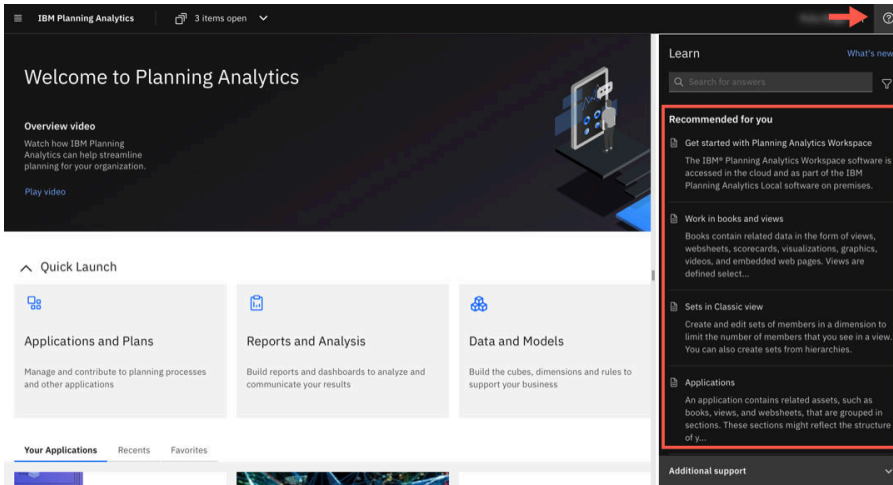 IBM Planning Analytics
3 items open
Welcome to Planning Analytics
Overview video
Watch how IBM Planning
Analytics can help streamline
planning for your organization.
Play video
Quick Launch
Applications and Plans
Manage and contribute to planning processes
and other applications
Reports and Analysis
Build reports and dashboards to analyze and
communicate your results
Data and Models
Build the cubes, dimensions and rules to
support your business
Your Applications Recents Favorites
Learn What's new
Search for answers
Recommended for you
Get started with Planning Analytics Workspace
The IBM® Planning Analytics Workspace software is
accessed in the cloud and as part of the IBM
Planning Analytics Local software on premises.
Work in books and views
Books contain related data in the form of views,
websheets, scorecards, visualizations, graphics,
videos, and embedded web pages. Views are
defined select...
Sets in Classic view
Create and edit sets of members in a dimension to
limit the number of members that you see in a view.
You can also create sets from hierarchies.
Applications
An application contains related assets, such as
books, views, and websheets, that are grouped in
sections. These sections might reflect the structure
of y...
Additional support